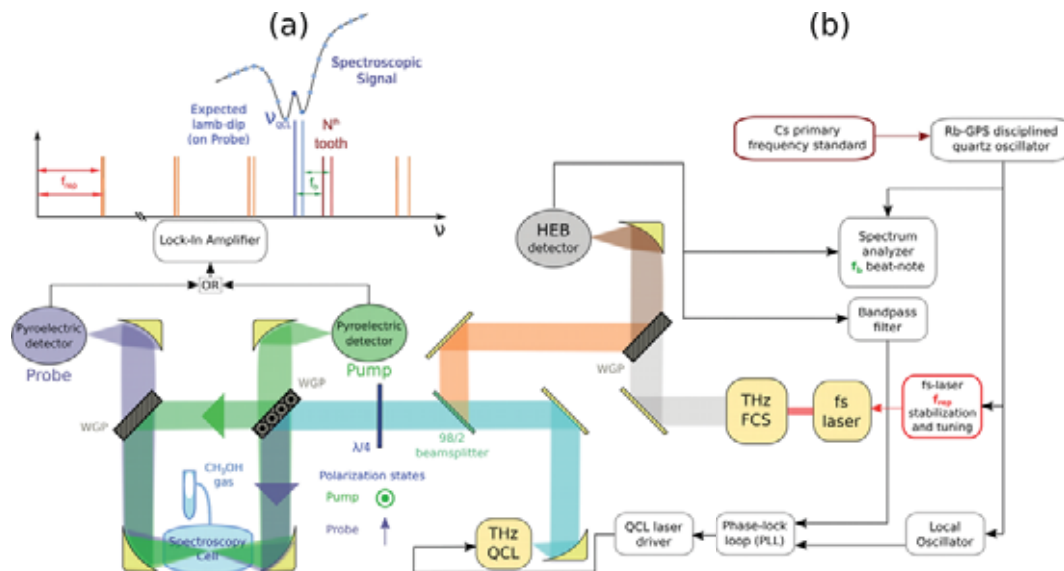 (a)
(b)
Spectroscopic
Signal
Expected
lamb-dip
(on Probe)
νQCL
Nth
tooth
frep
fb
ν
Lock-In Amplifier
OR
Pyroelectric
detector
Probe
Pyroelectric
detector
Pump
WGP
WGP
λ/4
98/2
beamsplitter
CH3OH
gas
Spectroscopy
Cell
Polarization states
Pump
Probe
THz
QCL
HEB
detector
WGP
Cs primary
frequency standard
Rb-GPS disciplined
quartz oscillator
Spectrum
analyzer
fb beat-note
Bandpass
filter
THz
FCS
fs
laser
fs-laser
frep
stabilization
and tuning
QCL laser
driver
Phase-lock
loop (PLL)
Local
Oscillator